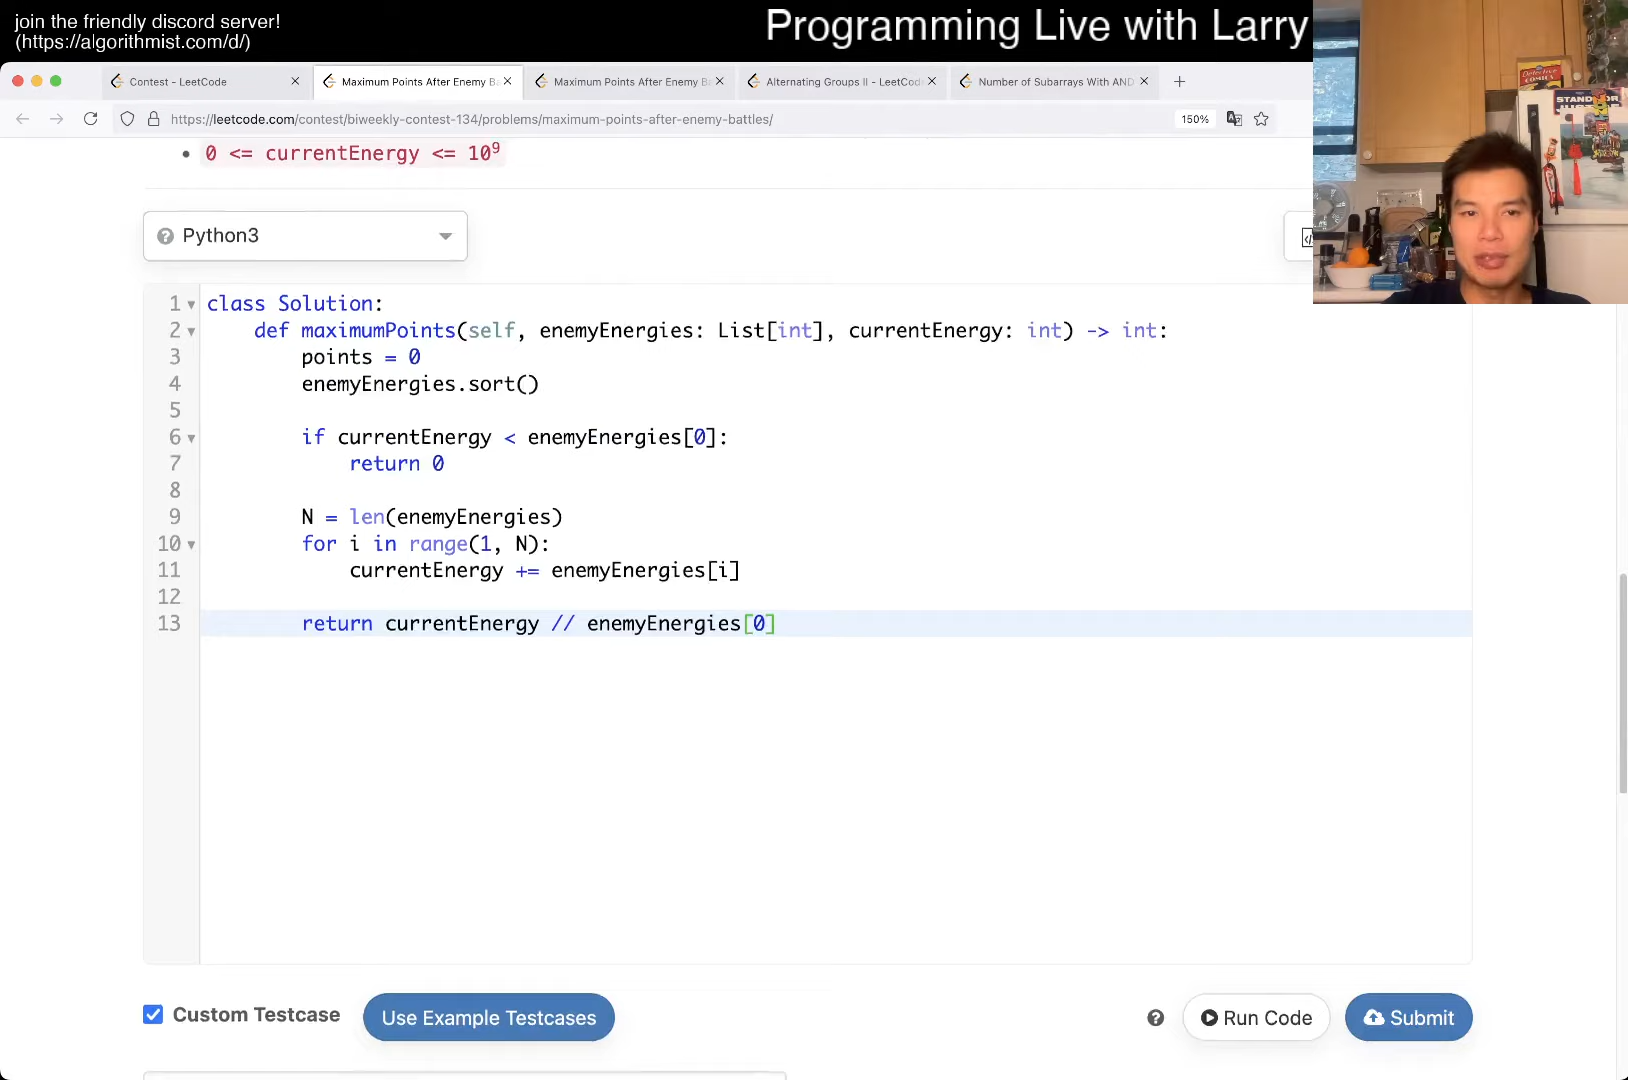 join the friendly discord server!
(https://algorithmist.com/d/)
Programming Live with Larry
Contest - LeetCode
Maximum Points After Enemy Ba
Maximum Points After Enemy Ba
Alternating Groups II - LeetCode
Number of Subarrays With AND
https://leetcode.com/contest/biweekly-contest-134/problems/maximum-points-after-enemy-battles/
150%
0 <= currentEnergy <= 10⁹
Python3
1 class Solution:
2     def maximumPoints(self, enemyEnergies: List[int], currentEnergy: int) -> int:
3         points = 0
4         enemyEnergies.sort()
5
6         if currentEnergy < enemyEnergies[0]:
7             return 0
8
9         N = len(enemyEnergies)
10         for i in range(1, N):
11             currentEnergy += enemyEnergies[i]
12
13         return currentEnergy // enemyEnergies[0]
Custom Testcase
Use Example Testcases
Run Code
Submit